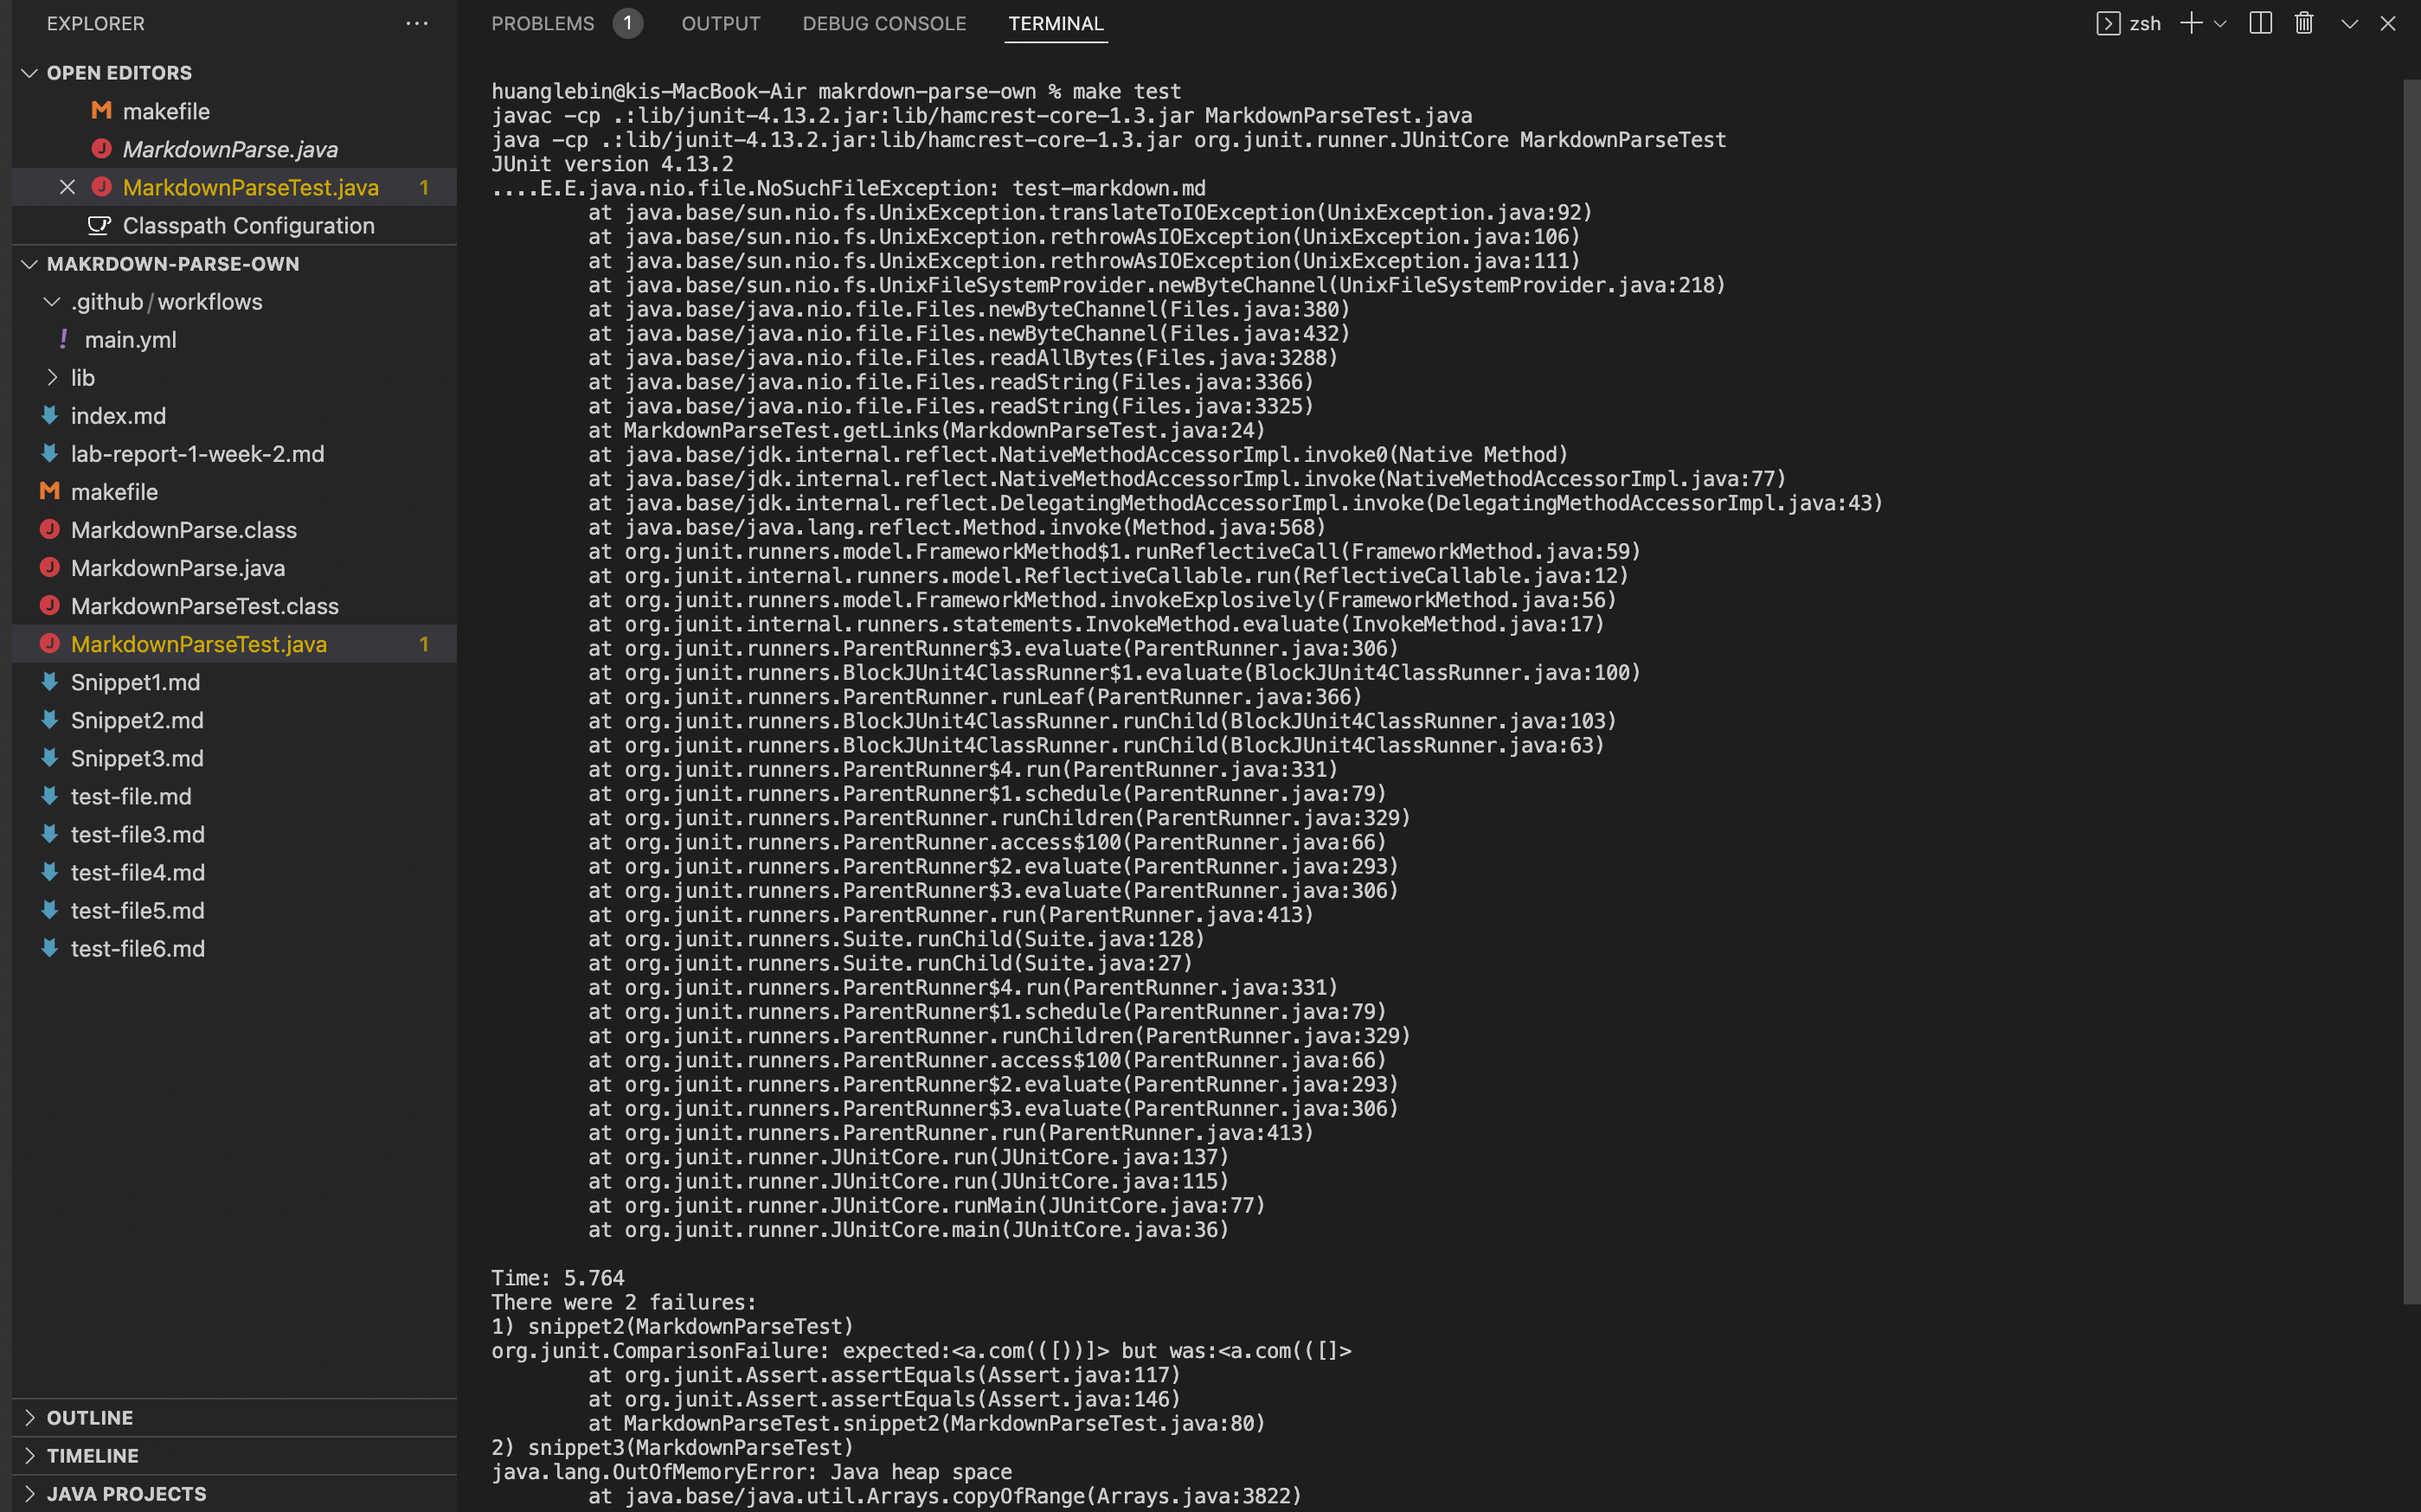 EXPLORER
OPEN EDITORS
makefile
MarkdownParse.java
MarkdownParseTest.java 1
Classpath Configuration
MAKRDOWN-PARSE-OWN
.github/workflows
! main.yml
lib
index.md
lab-report-1-week-2.md
makefile
MarkdownParse.class
MarkdownParse.java
MarkdownParseTest.class
MarkdownParseTest.java 1
Snippet1.md
Snippet2.md
Snippet3.md
test-file.md
test-file3.md
test-file4.md
test-file5.md
test-file6.md
OUTLINE
TIMELINE
JAVA PROJECTS
PROBLEMS 1 OUTPUT DEBUG CONSOLE TERMINAL
zsh
huanglebin@kis-MacBook-Air makrdown-parse-own % make test
javac -cp .:lib/junit-4.13.2.jar:lib/hamcrest-core-1.3.jar MarkdownParseTest.java
java -cp .:lib/junit-4.13.2.jar:lib/hamcrest-core-1.3.jar org.junit.runner.JUnitCore MarkdownParseTest
JUnit version 4.13.2
....E.E.java.nio.file.NoSuchFileException: test-markdown.md
at java.base/sun.nio.fs.UnixException.translateToIOException(UnixException.java:92)
at java.base/sun.nio.fs.UnixException.rethrowAsIOException(UnixException.java:106)
at java.base/sun.nio.fs.UnixException.rethrowAsIOException(UnixException.java:111)
at java.base/sun.nio.fs.UnixFileSystemProvider.newByteChannel(UnixFileSystemProvider.java:218)
at java.base/java.nio.file.Files.newByteChannel(Files.java:380)
at java.base/java.nio.file.Files.newByteChannel(Files.java:432)
at java.base/java.nio.file.Files.readAllBytes(Files.java:3288)
at java.base/java.nio.file.Files.readString(Files.java:3366)
at java.base/java.nio.file.Files.readString(Files.java:3325)
at MarkdownParseTest.getLinks(MarkdownParseTest.java:24)
at java.base/jdk.internal.reflect.NativeMethodAccessorImpl.invoke0(Native Method)
at java.base/jdk.internal.reflect.NativeMethodAccessorImpl.invoke(NativeMethodAccessorImpl.java:77)
at java.base/jdk.internal.reflect.DelegatingMethodAccessorImpl.invoke(DelegatingMethodAccessorImpl.java:43)
at java.base/java.lang.reflect.Method.invoke(Method.java:568)
at org.junit.runners.model.FrameworkMethod$1.runReflectiveCall(FrameworkMethod.java:59)
at org.junit.internal.runners.model.ReflectiveCallable.run(ReflectiveCallable.java:12)
at org.junit.runners.model.FrameworkMethod.invokeExplosively(FrameworkMethod.java:56)
at org.junit.internal.runners.statements.InvokeMethod.evaluate(InvokeMethod.java:17)
at org.junit.runners.ParentRunner$3.evaluate(ParentRunner.java:306)
at org.junit.runners.BlockJUnit4ClassRunner$1.evaluate(BlockJUnit4ClassRunner.java:100)
at org.junit.runners.ParentRunner.runLeaf(ParentRunner.java:366)
at org.junit.runners.BlockJUnit4ClassRunner.runChild(BlockJUnit4ClassRunner.java:103)
at org.junit.runners.BlockJUnit4ClassRunner.runChild(BlockJUnit4ClassRunner.java:63)
at org.junit.runners.ParentRunner$4.run(ParentRunner.java:331)
at org.junit.runners.ParentRunner$1.schedule(ParentRunner.java:79)
at org.junit.runners.ParentRunner.runChildren(ParentRunner.java:329)
at org.junit.runners.ParentRunner.access$100(ParentRunner.java:66)
at org.junit.runners.ParentRunner$2.evaluate(ParentRunner.java:293)
at org.junit.runners.ParentRunner$3.evaluate(ParentRunner.java:306)
at org.junit.runners.ParentRunner.run(ParentRunner.java:413)
at org.junit.runners.Suite.runChild(Suite.java:128)
at org.junit.runners.Suite.runChild(Suite.java:27)
at org.junit.runners.ParentRunner$4.run(ParentRunner.java:331)
at org.junit.runners.ParentRunner$1.schedule(ParentRunner.java:79)
at org.junit.runners.ParentRunner.runChildren(ParentRunner.java:329)
at org.junit.runners.ParentRunner.access$100(ParentRunner.java:66)
at org.junit.runners.ParentRunner$2.evaluate(ParentRunner.java:293)
at org.junit.runners.ParentRunner$3.evaluate(ParentRunner.java:306)
at org.junit.runners.ParentRunner.run(ParentRunner.java:413)
at org.junit.runner.JUnitCore.run(JUnitCore.java:137)
at org.junit.runner.JUnitCore.run(JUnitCore.java:115)
at org.junit.runner.JUnitCore.runMain(JUnitCore.java:77)
at org.junit.runner.JUnitCore.main(JUnitCore.java:36)
Time: 5.764
There were 2 failures:
1) snippet2(MarkdownParseTest)
org.junit.ComparisonFailure: expected:<a.com(([))]> but was:<a.com(([]>
at org.junit.Assert.assertEquals(Assert.java:117)
at org.junit.Assert.assertEquals(Assert.java:146)
at MarkdownParseTest.snippet2(MarkdownParseTest.java:80)
2) snippet3(MarkdownParseTest)
java.lang.OutOfMemoryError: Java heap space
at java.base/java.util.Arrays.copyOfRange(Arrays.java:3822)